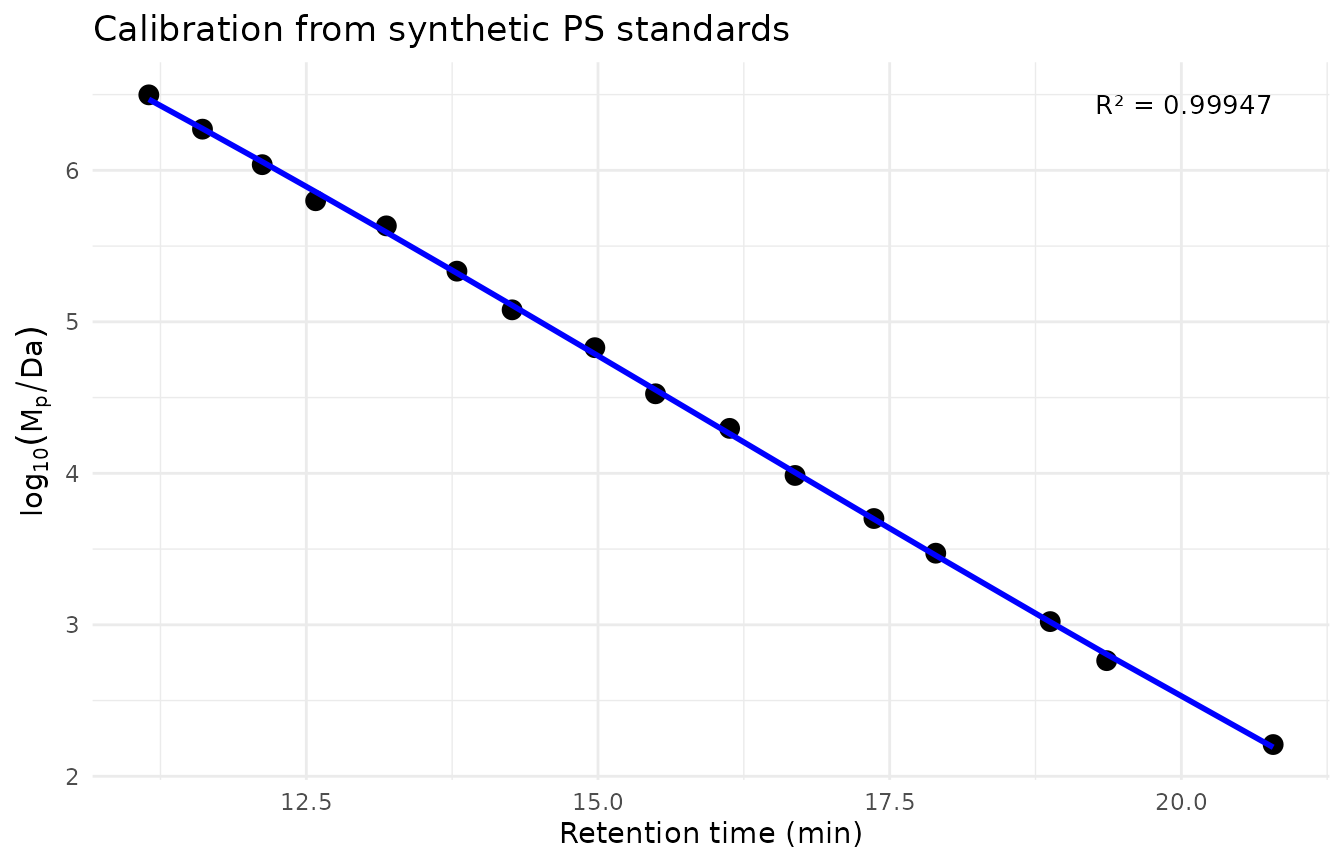 Calibration from synthetic PS standards
R² = 0.99947
log₁₀(Mₚ/Da)
6
5
4
3
2
12.5 15.0 17.5 20.0
Retention time (min)